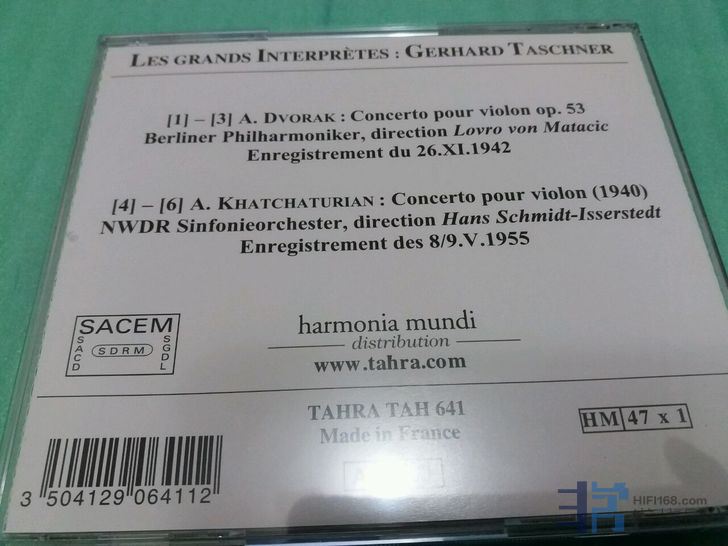 LES GRANDS INTERPRÈTES : GERHARD TASCHNER
[1] – [3] A. DVORAK : Concerto pour violon op. 53
Berliner Philharmoniker, direction Lovro von Matacic
Enregistrement du 26.XI.1942
[4] – [6] A. KHATCHATURIAN : Concerto pour violon (1940)
NWDR Sinfonieorchester, direction Hans Schmidt-Isserstedt
Enregistrement des 8/9.V.1955
SACEM
SACD
SDRM
SGDL
harmonia mundi
distribution
www.tahra.com
TAHRA TAH 641
Made in France
HM 47 x 1
3 504129 064112
HIFI168.com